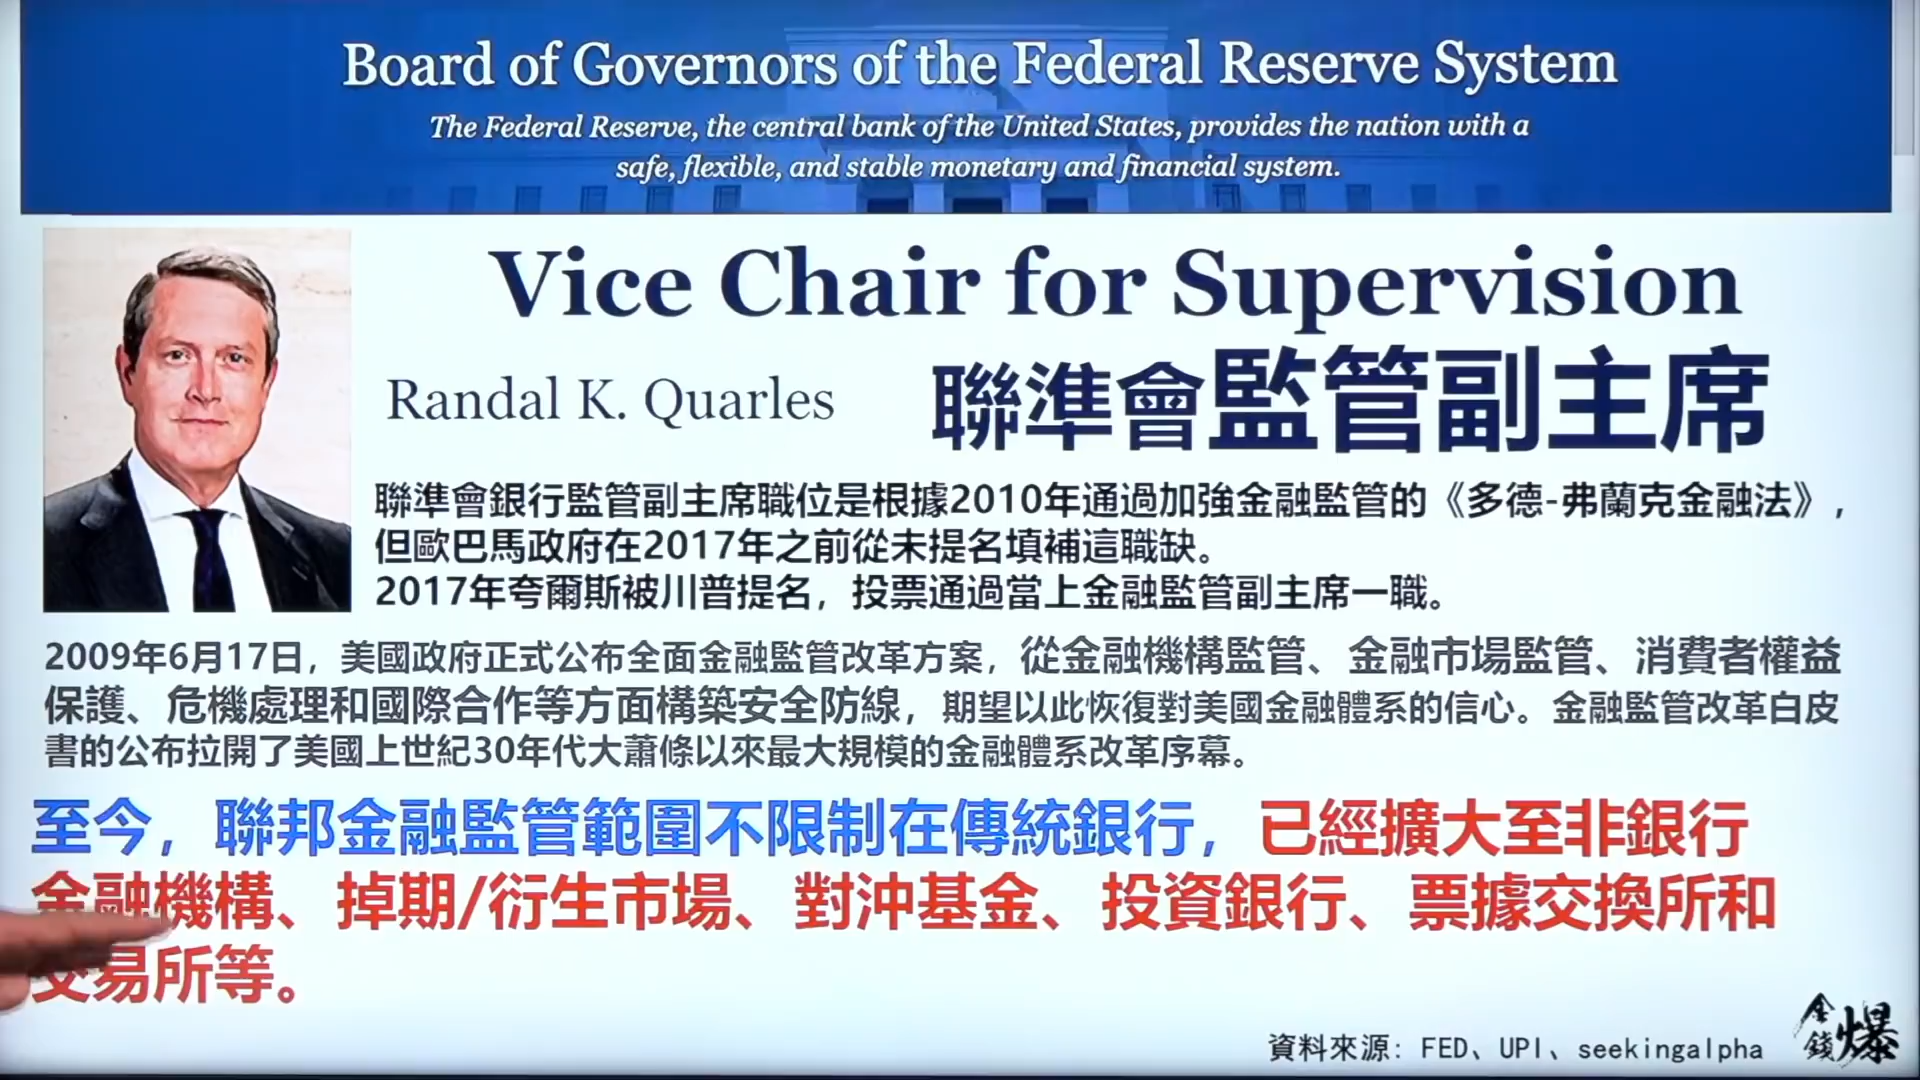 Board of Governors of the Federal Reserve System
The Federal Reserve, the central bank of the United States, provides the nation with a
safe, flexible, and stable monetary and financial system.
Vice Chair for Supervision
Randal K. Quarles
聯準會監管副主席
聯準會銀行監管副主席職位是根據2010年通過加強金融監管的《多德-弗蘭克金融法》,
但歐巴馬政府在2017年之前從未提名填補這職缺。
2017年夸爾斯被川普提名,投票通過當上金融監管副主席一職。
2009年6月17日,美國政府正式公布全面金融監管改革方案,從金融機構監管、金融市場監管、消費者權益
保護、危機處理和國際合作等方面構築安全防線,期望以此恢復對美國金融體系的信心。金融監管改革白皮
書的公布拉開了美國上世紀30年代大蕭條以來最大規模的金融體系改革序幕。
至今,聯邦金融監管範圍不限制在傳統銀行,已經擴大至非銀行
金融機構、掉期/衍生市場、對沖基金、投資銀行、票據交換所和
交易所等。
資料來源: FED、UPI、seekingalpha
金錢爆